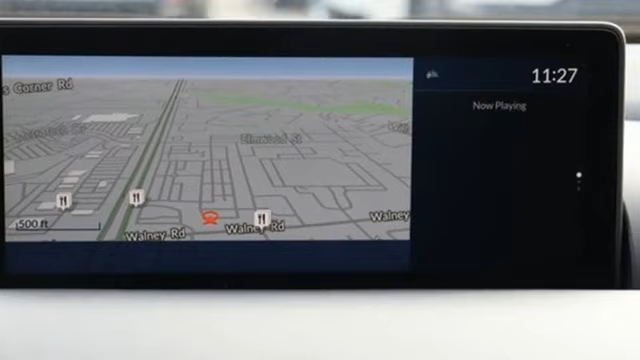 s Corner Rd
11:27
Now Playing
Elmwood St
500 ft
Walney Rd
Walney Rd
Walney